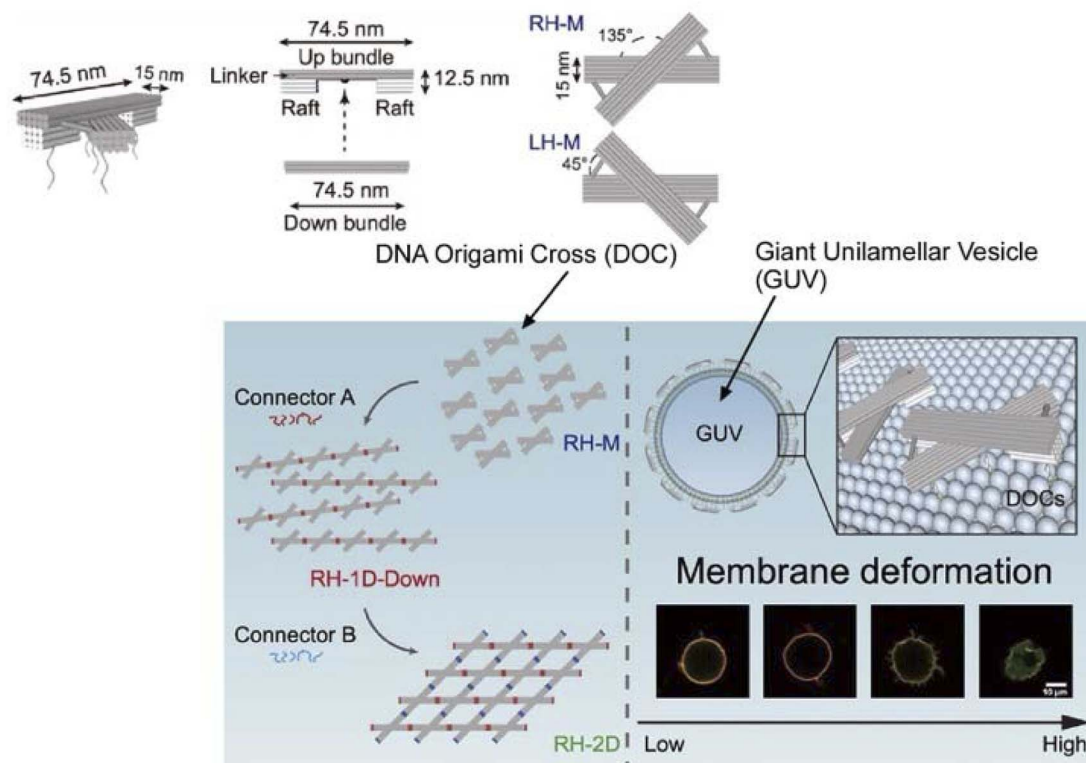 74.5 nm
15 nm
74.5 nm
Up bundle
Linker
12.5 nm
Raft
Raft
74.5 nm
Down bundle
RH-M
135°
15 nm
LH-M
45°
DNA Origami Cross (DOC)
Giant Unilamellar Vesicle
(GUV)
Connector A
RH-M
RH-1D-Down
Connector B
RH-2D
GUV
DOCs
Membrane deformation
10 µm
Low
High